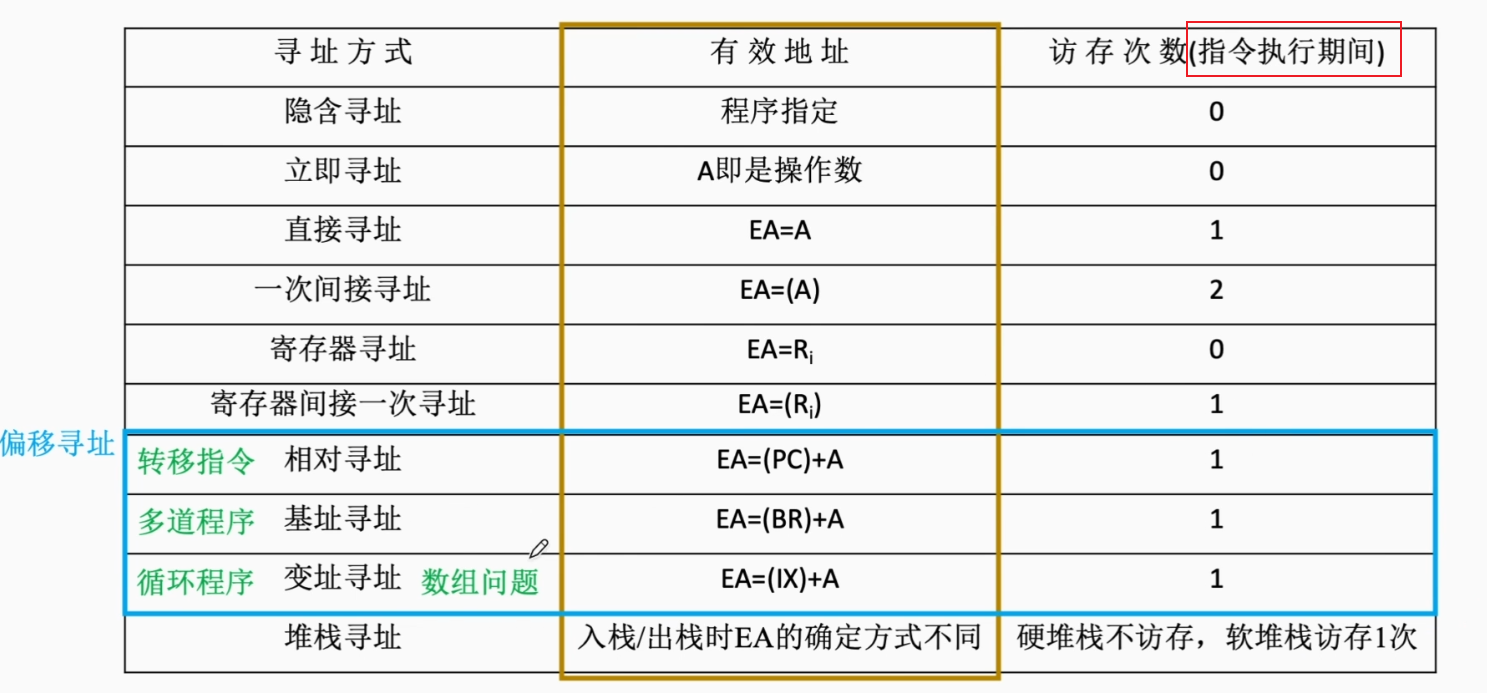 寻址方式 有效地址 访存次数(指令执行期间)
隐含寻址 程序指定 0
立即寻址 A即是操作数 0
直接寻址 EA=A 1
一次间接寻址 EA=(A) 2
寄存器寻址 EA=Ri 0
寄存器间接一次寻址 EA=(Ri) 1
偏移寻址
转移指令 相对寻址 EA=(PC)+A 1
多道程序 基址寻址 EA=(BR)+A 1
循环程序 变址寻址 数组问题 EA=(IX)+A 1
堆栈寻址 入栈/出栈时EA的确定方式不同 硬堆栈不访存，软堆栈访存1次